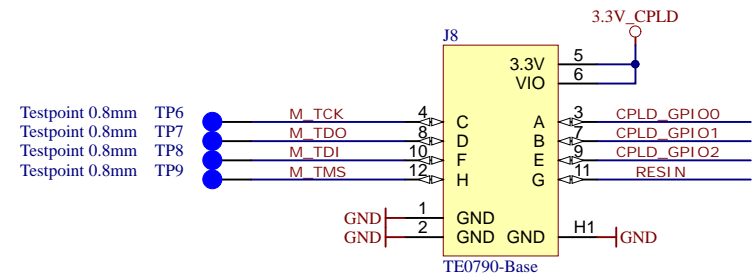 3.3V_CPLD
J8
3.3V 5
VIO 6
Testpoint 0.8mm TP6 M_TCK 4 C A 3 CPLD_GPIO0
Testpoint 0.8mm TP7 M_TDO 8 D B 7 CPLD_GPIO1
Testpoint 0.8mm TP8 M_TDI 10 F E 9 CPLD_GPIO2
Testpoint 0.8mm TP9 M_TMS 12 H G 11 RESIN
GND 1 GND
GND 2 GND GND H1 GND
TE0790-Base